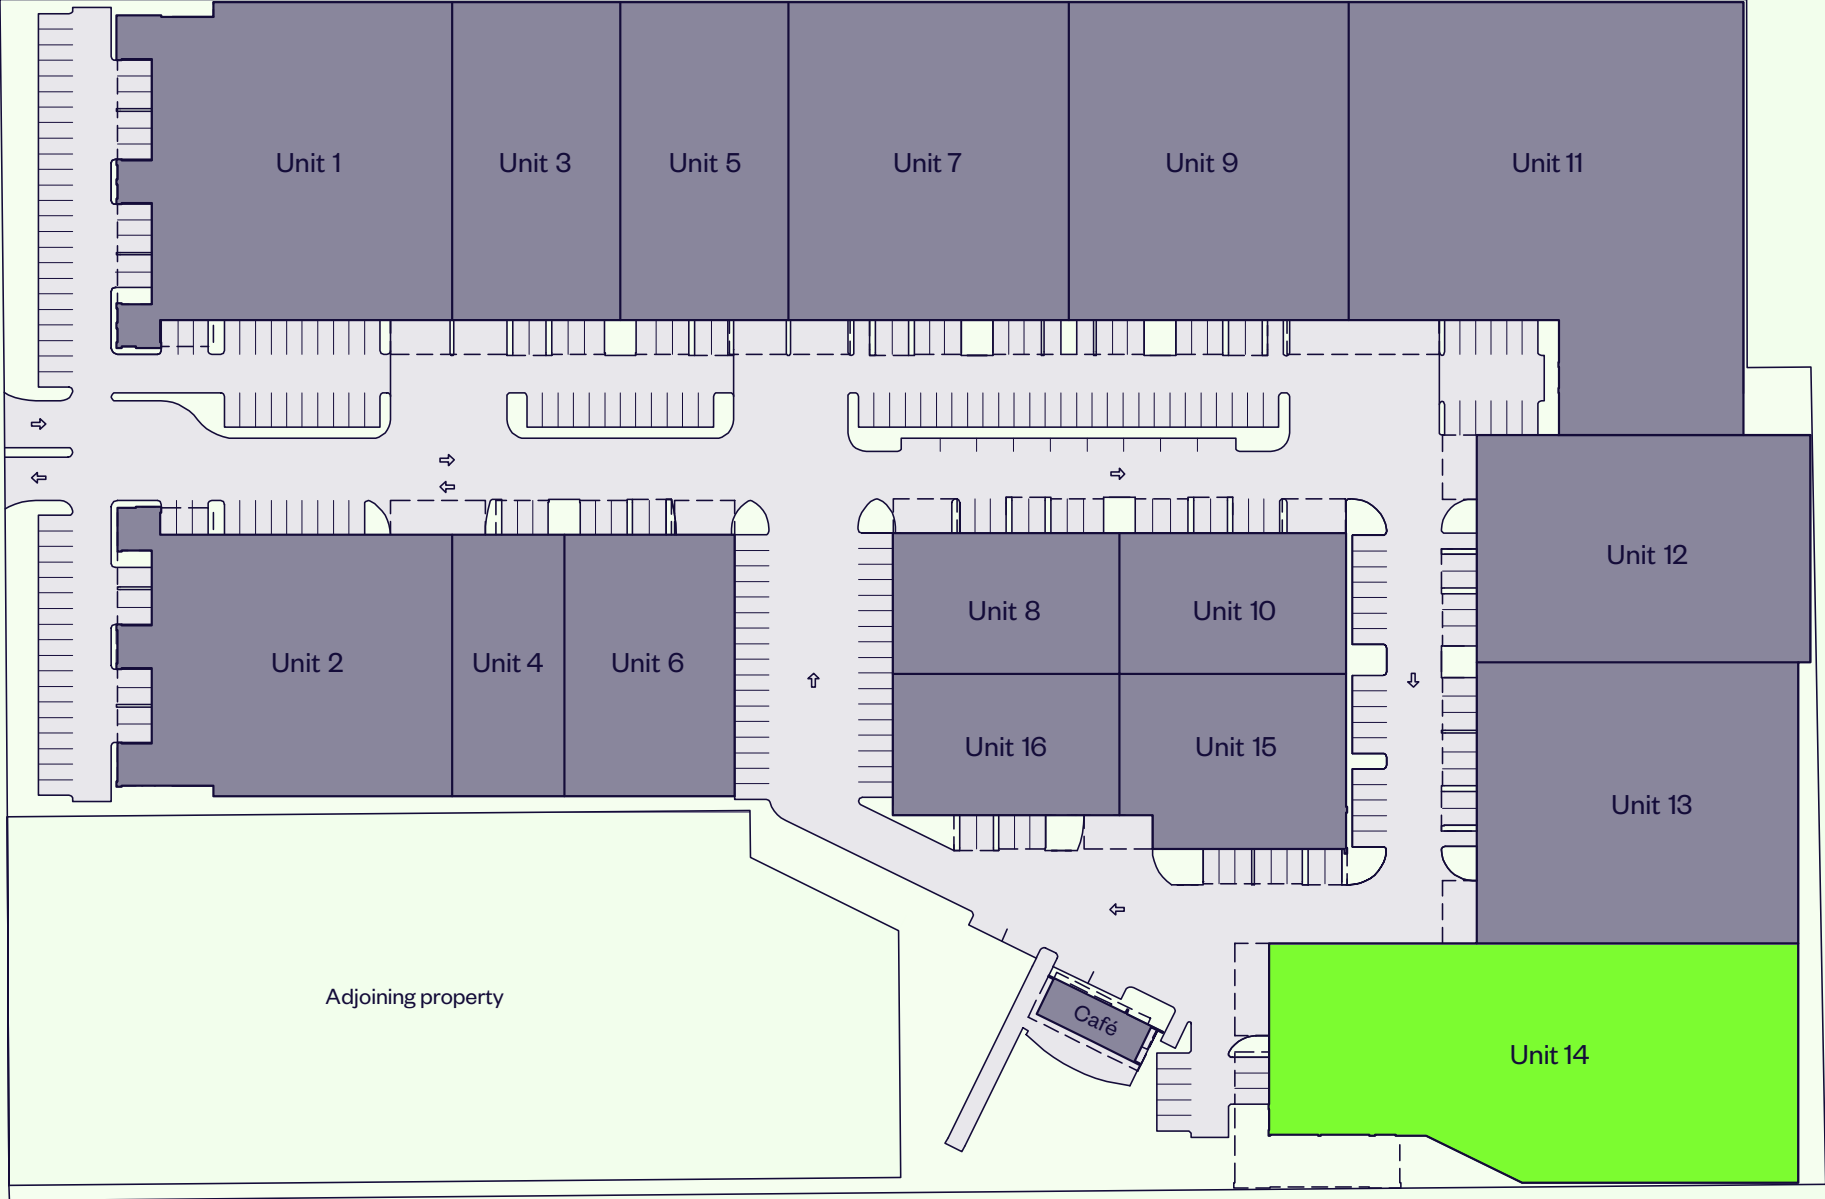 Unit 1
Unit 3
Unit 5
Unit 7
Unit 9
Unit 11
Unit 12
Unit 8
Unit 10
Unit 2
Unit 4
Unit 6
Unit 16
Unit 15
Unit 13
Adjoining property
Café
Unit 14